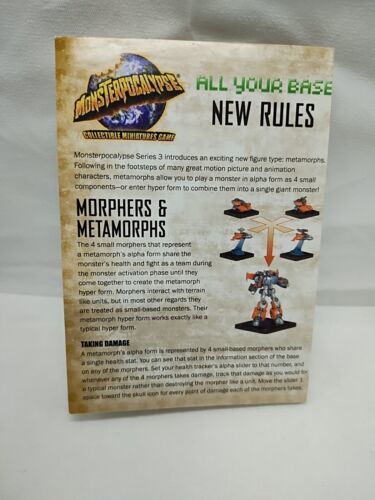 MONSTERPOCALYPSE
COLLECTIBLE MINIATURES GAME
ALL YOUR BASE
NEW RULES
Monsterpocalypse Series 3 introduces an exciting new figure type: metamorphs.
Following in the footsteps of many great motion picture and animation
characters, metamorphs allow you to play a monster in alpha form as 4 small
components—or enter hyper form to combine them into a single giant monster!
MORPHERS &
METAMORPHS
The 4 small morphers that represent
a metamorph's alpha form share the
monster's health and fight as a team during
the monster activation phase until they
come together to create the metamorph
hyper form. Morphers interact with terrain
like units, but in most other regards they
are treated as small-based monsters. Their
metamorph hyper form works exactly like a
typical hyper form.
TAKING DAMAGE
A metamorph's alpha form is represented by 4 small-based morphers who share
a single health stat. You can see that stat in the information section of the base
on any of the morphers. Set your health tracker's alpha slider to that number, and
whenever any of the 4 morphers takes damage, track that damage as you would for
a typical monster rather than destroying the morpher like a unit. Move the slider 1
space toward the skull icon for every point of damage each of the morphers takes.